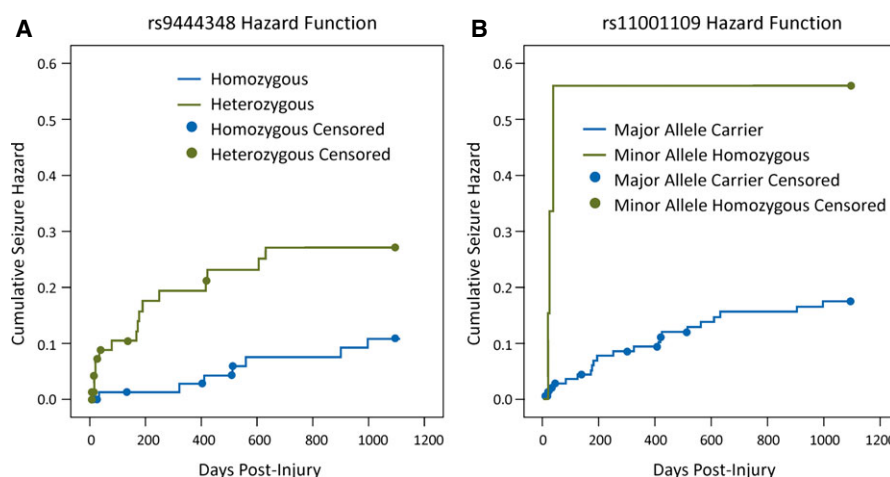 A
rs9444348 Hazard Function
Cumulative Seizure Hazard
0.6
0.5
0.4
0.3
0.2
0.1
0.0
Homozygous
Heterozygous
Homozygous Censored
Heterozygous Censored
0
200
400
600
800
1000
1200
Days Post-Injury
B
rs11001109 Hazard Function
Cumulative Seizure Hazard
0.6
0.5
0.4
0.3
0.2
0.1
0.0
Major Allele Carrier
Minor Allele Homozygous
Major Allele Carrier Censored
Minor Allele Homozygous Censored
0
200
400
600
800
1000
1200
Days Post-Injury